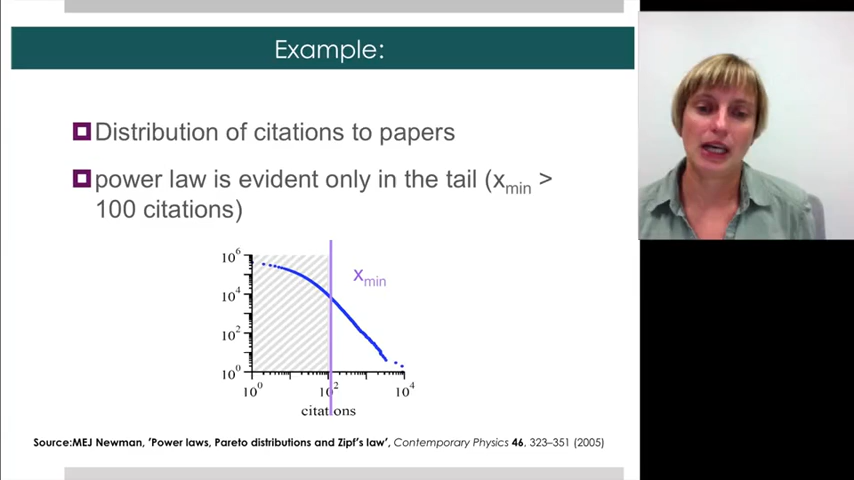 Example:
Distribution of citations to papers
power law is evident only in the tail (xmin >
100 citations)
10^6
xmin
10^4
10^2
10^0
10^0 10^2 10^4
citations
Source:MEJ Newman, 'Power laws, Pareto distributions and Zipf's law', Contemporary Physics 46, 323–351 (2005)